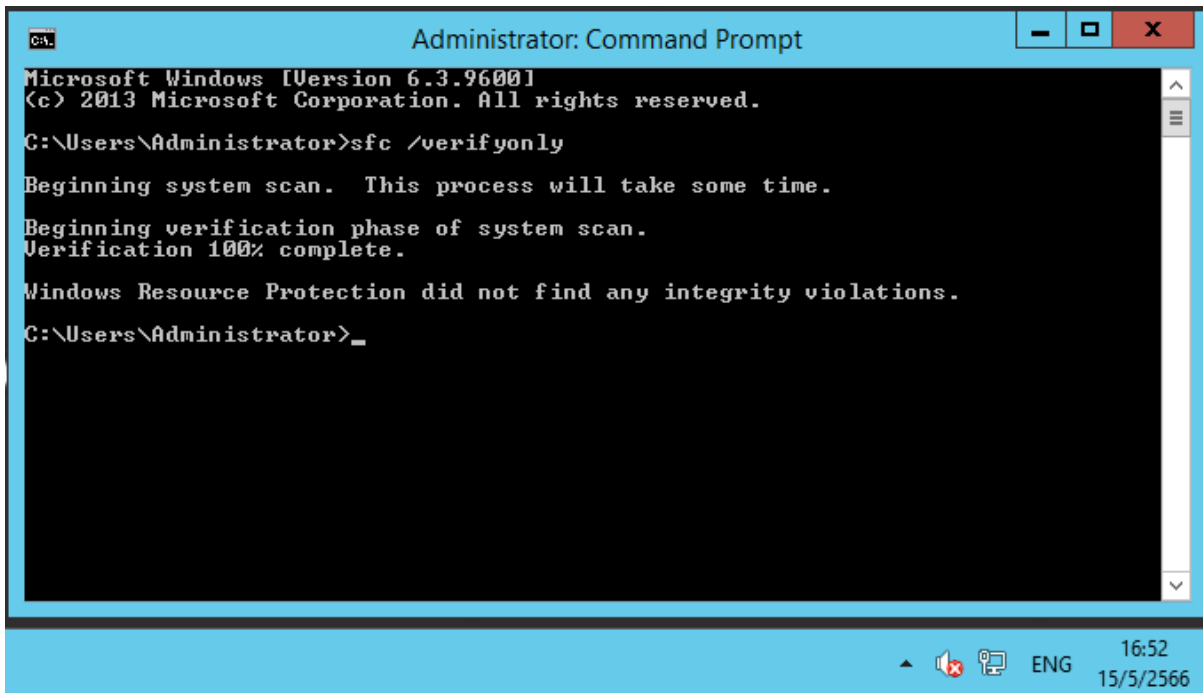 Administrator: Command Prompt
Microsoft Windows [Version 6.3.9600]
(c) 2013 Microsoft Corporation. All rights reserved.
C:\Users\Administrator>sfc /verifyonly
Beginning system scan.  This process will take some time.
Beginning verification phase of system scan.
Verification 100% complete.
Windows Resource Protection did not find any integrity violations.
C:\Users\Administrator>_
ENG
16:52
15/5/2566